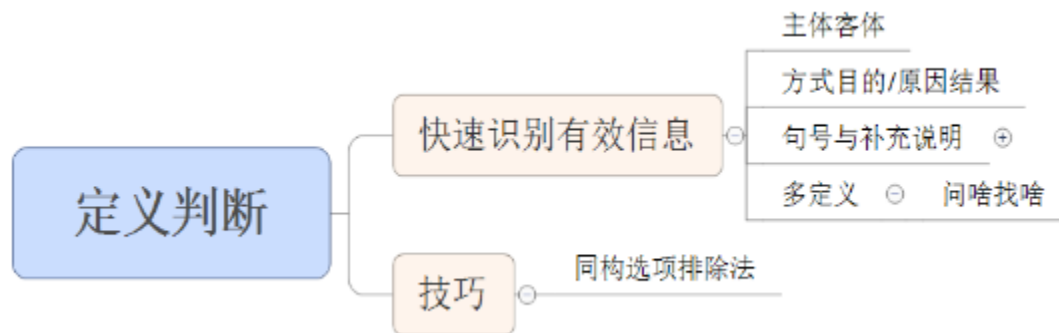 定义判断
快速识别有效信息
主体客体
方式目的/原因结果
句号与补充说明
多定义
问啥找啥
技巧
同构选项排除法